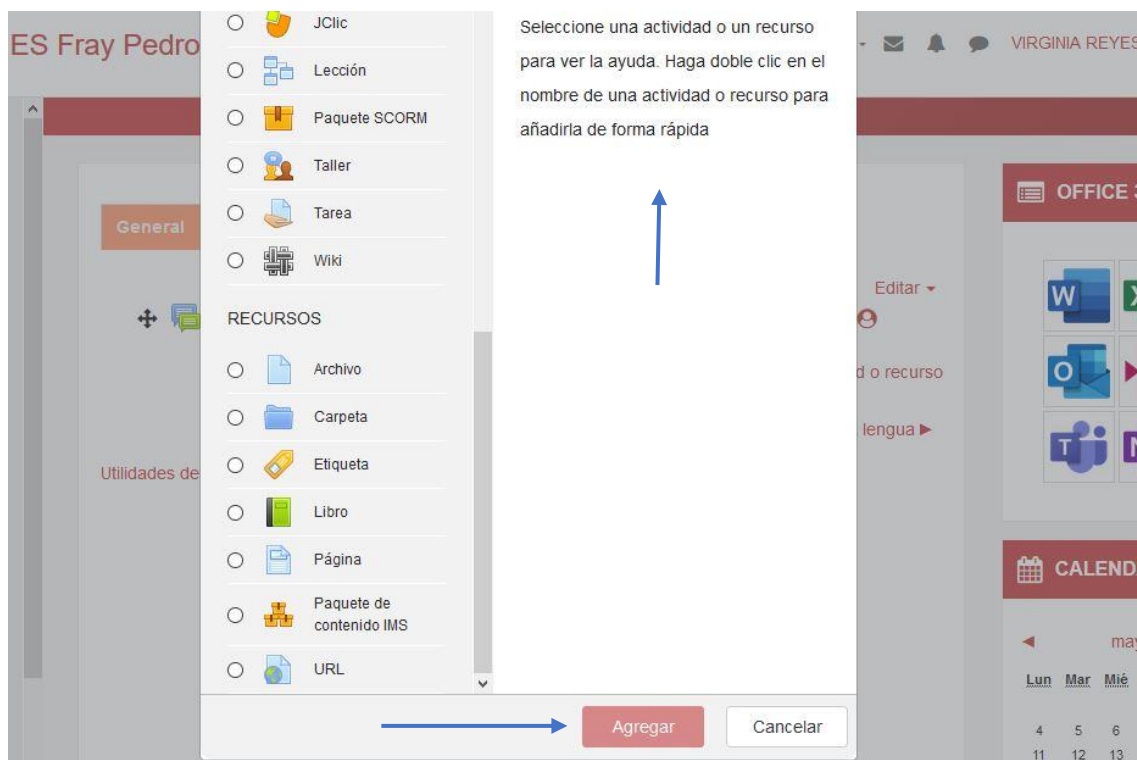 ES Fray Pedro
VIRGINIA REYES
JClic
Lección
Paquete SCORM
Taller
Tarea
Wiki
RECURSOS
Archivo
Carpeta
Etiqueta
Libro
Página
Paquete de
contenido IMS
URL
Seleccione una actividad o un recurso
para ver la ayuda. Haga doble clic en el
nombre de una actividad o recurso para
añadirla de forma rápida
Agregar
Cancelar
General
Utilidades de
Editar
d o recurso
lengua
OFFICE 3
W
X
O
T
N
CALEND
may
Lun Mar Mié
4 5 6
11 12 13